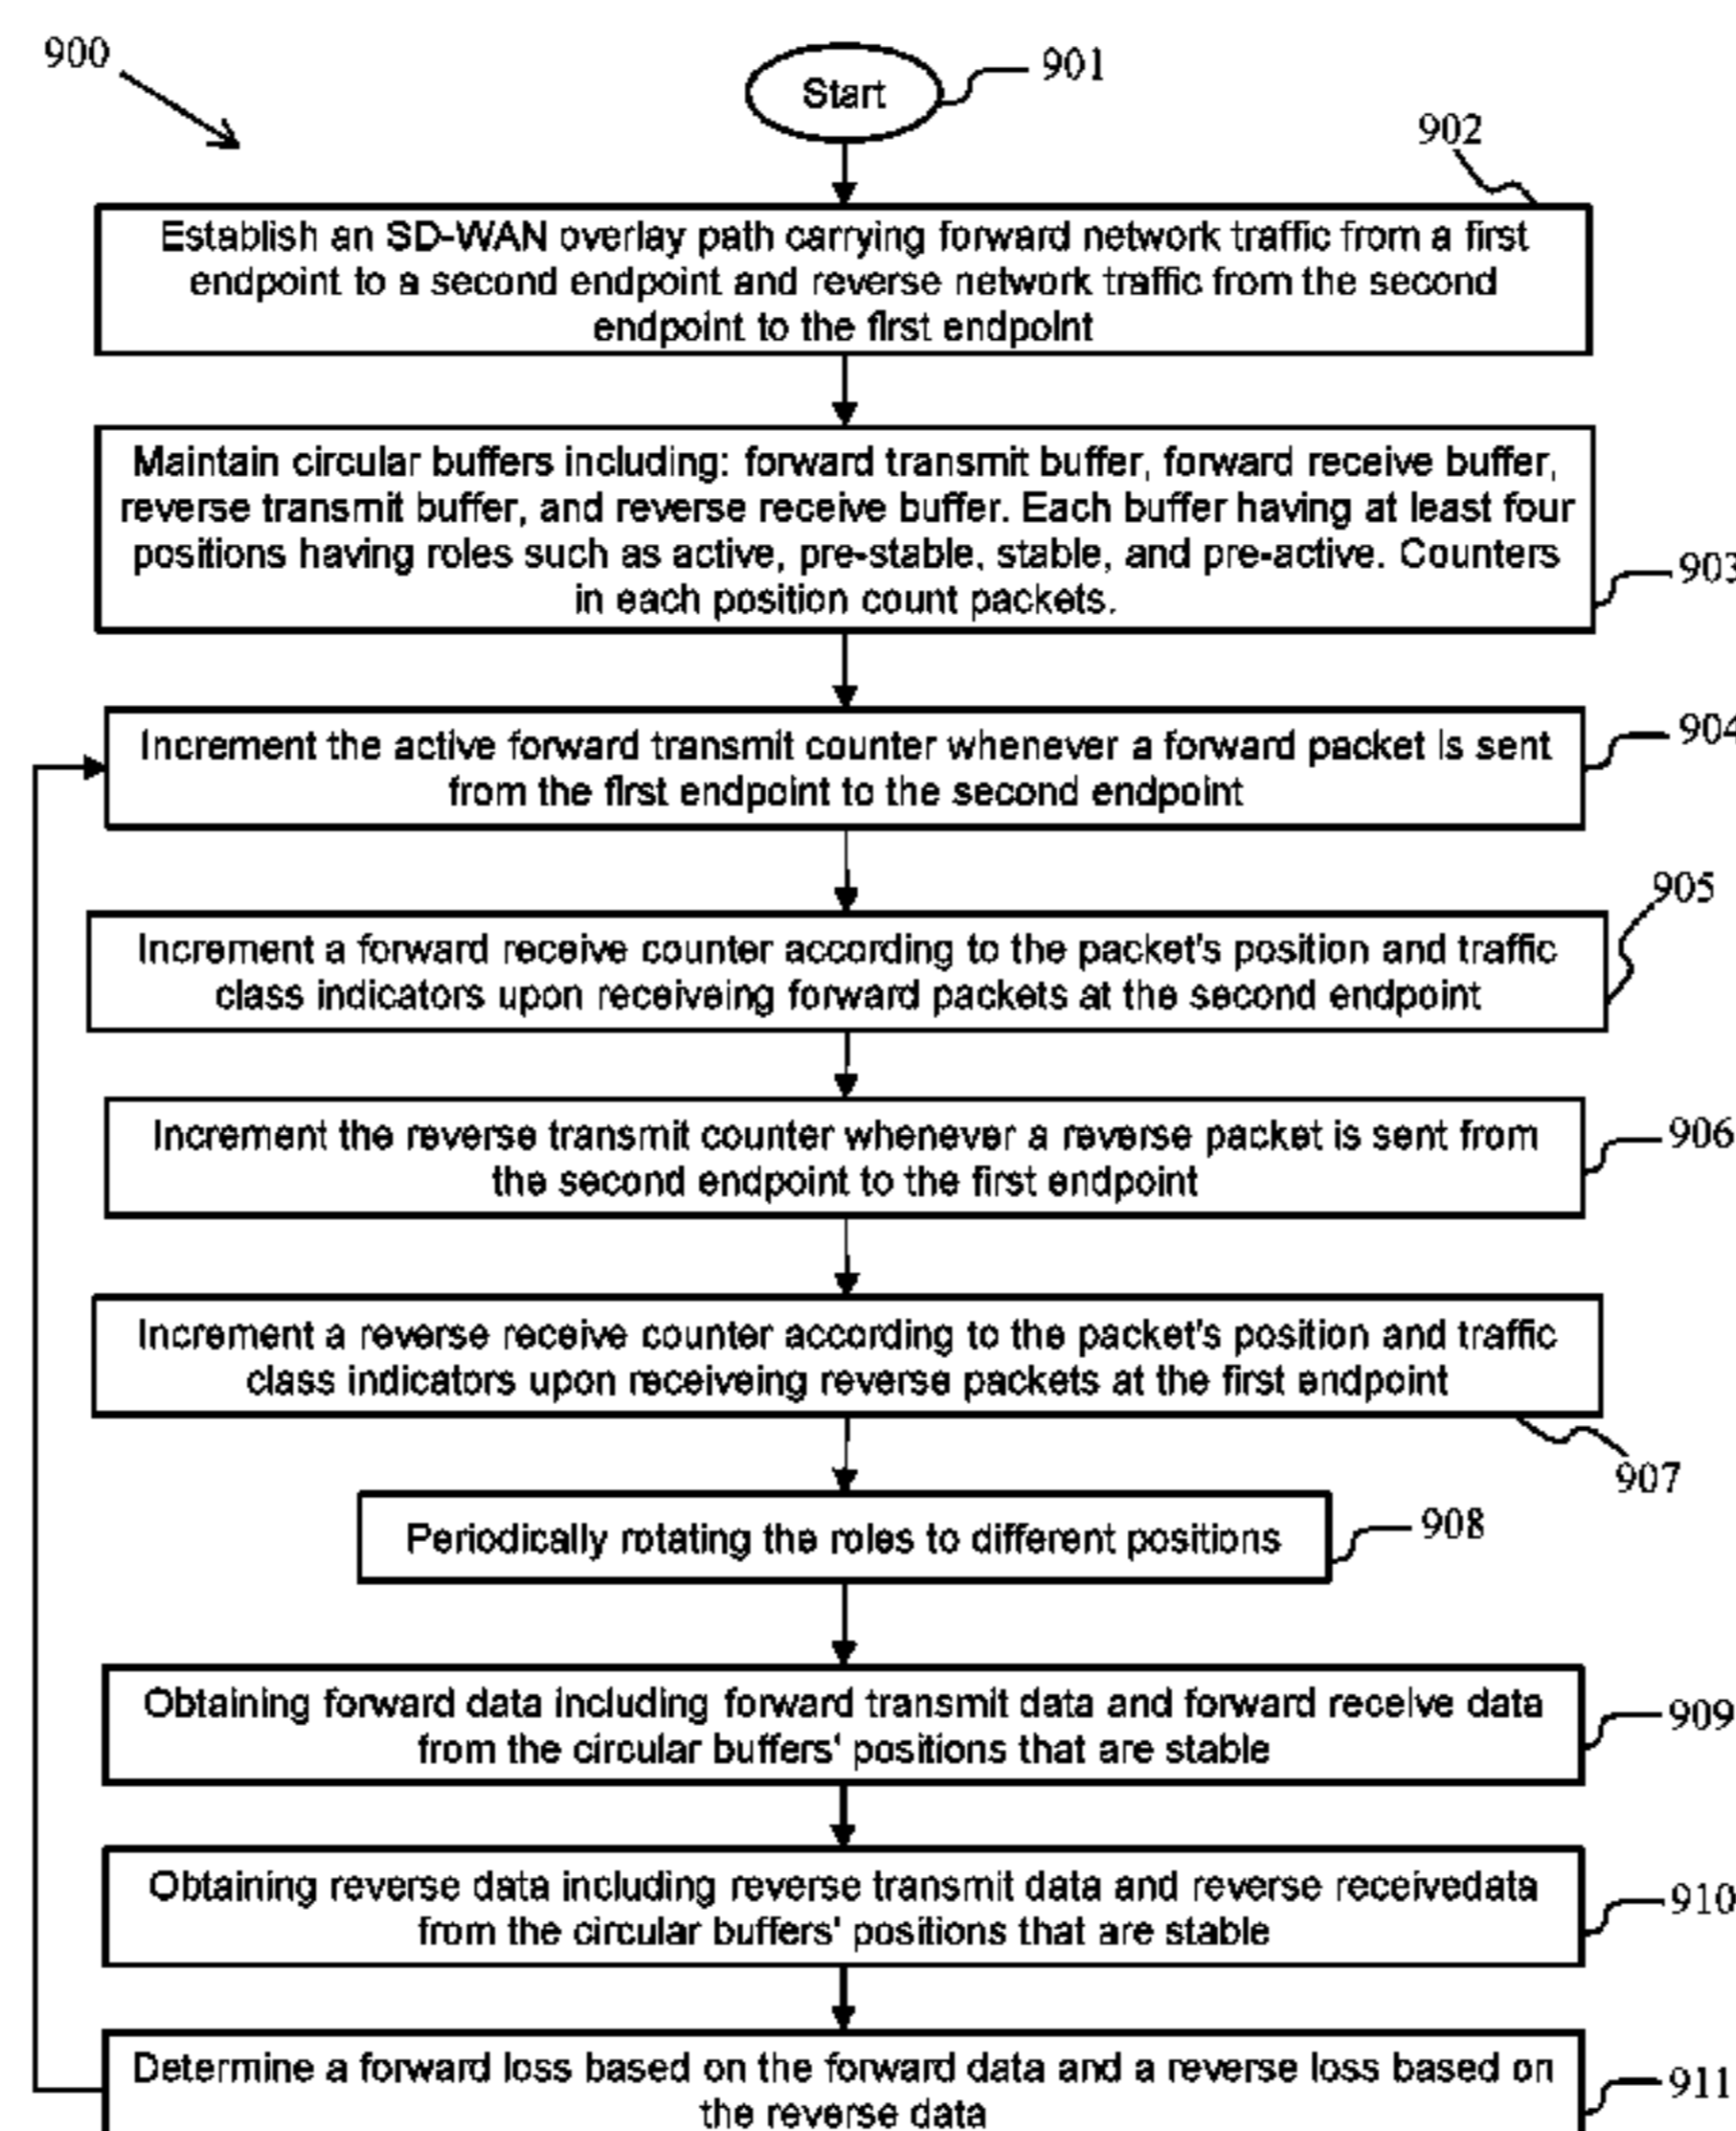 900
Start
901
902
Establish an SD-WAN overlay path carrying forward network traffic from a first
endpoint to a second endpoint and reverse network traffic from the second
endpoint to the first endpoint
Maintain circular buffers including: forward transmit buffer, forward receive buffer,
reverse transmit buffer, and reverse receive buffer. Each buffer having at least four
positions having roles such as active, pre-stable, stable, and pre-active. Counters
in each position count packets.
903
Increment the active forward transmit counter whenever a forward packet is sent
from the first endpoint to the second endpoint
904
905
Increment a forward receive counter according to the packet's position and traffic
class indicators upon receiveing forward packets at the second endpoint
Increment the reverse transmit counter whenever a reverse packet is sent from
the second endpoint to the first endpoint
906
Increment a reverse receive counter according to the packet's position and traffic
class indicators upon receiveing reverse packets at the first endpoint
907
Periodically rotating the roles to different positions
908
Obtaining forward data including forward transmit data and forward receive data
from the circular buffers' positions that are stable
909
Obtaining reverse data including reverse transmit data and reverse receivedata
from the circular buffers' positions that are stable
910
Determine a forward loss based on the forward data and a reverse loss based on
the reverse data
911